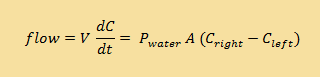 flow = V dC/dt = P_water A (C_right − C_left)